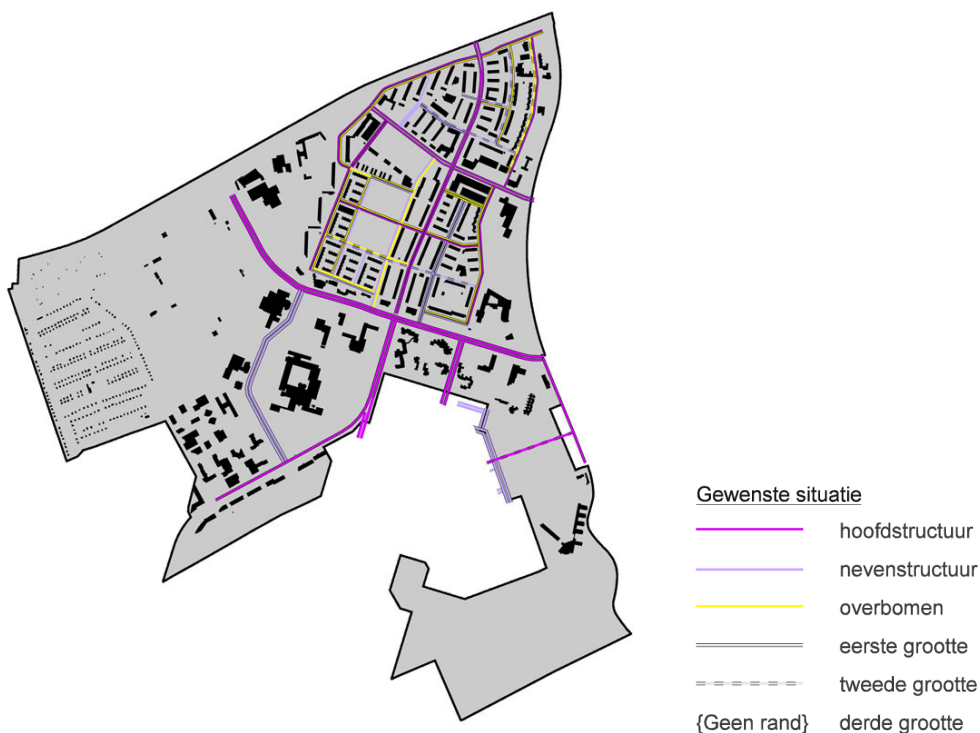 Gewenste situatie
hoofdstructuur
nevenstructuur
overbomen
eerste grootte
tweede grootte
{Geen rand} derde grootte